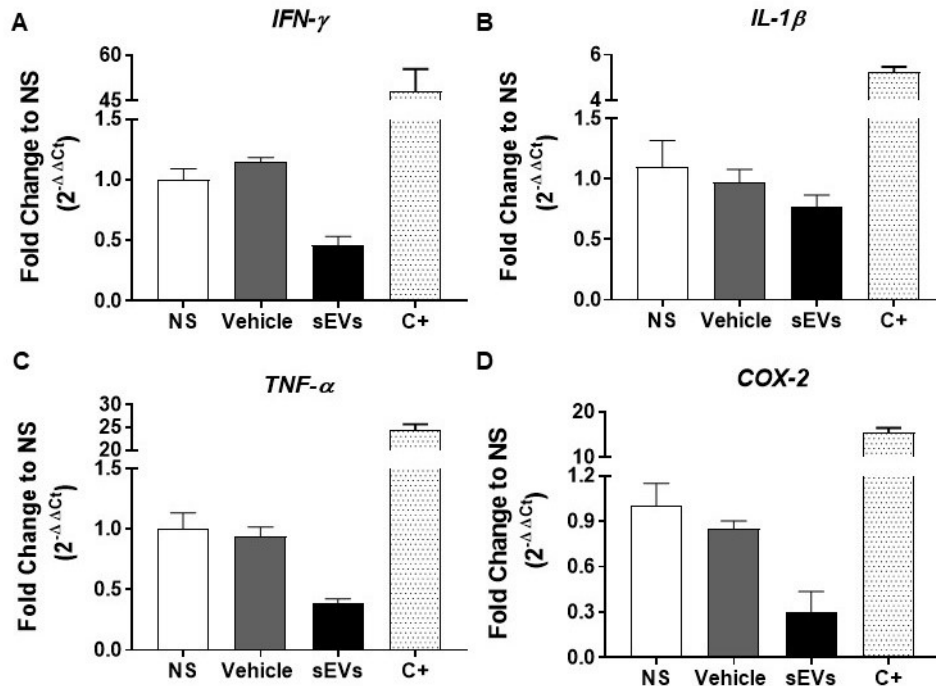 A
IFN-γ
Fold Change to NS
(2^-Δ ΔCt)
60
45
1.5
1.0
0.5
0.0
NS Vehicle sEVs C+
B
IL-1β
Fold Change to NS
(2^-Δ ΔCt)
6
4
1.5
1.0
0.5
0.0
NS Vehicle sEVs C+
C
TNF-α
Fold Change to NS
(2^-Δ ΔCt)
30
25
20
1.5
1.0
0.5
0.0
NS Vehicle sEVs C+
D
COX-2
Fold Change to NS
(2^-Δ ΔCt)
20
10
1.2
0.9
0.6
0.3
0.0
NS Vehicle sEVs C+